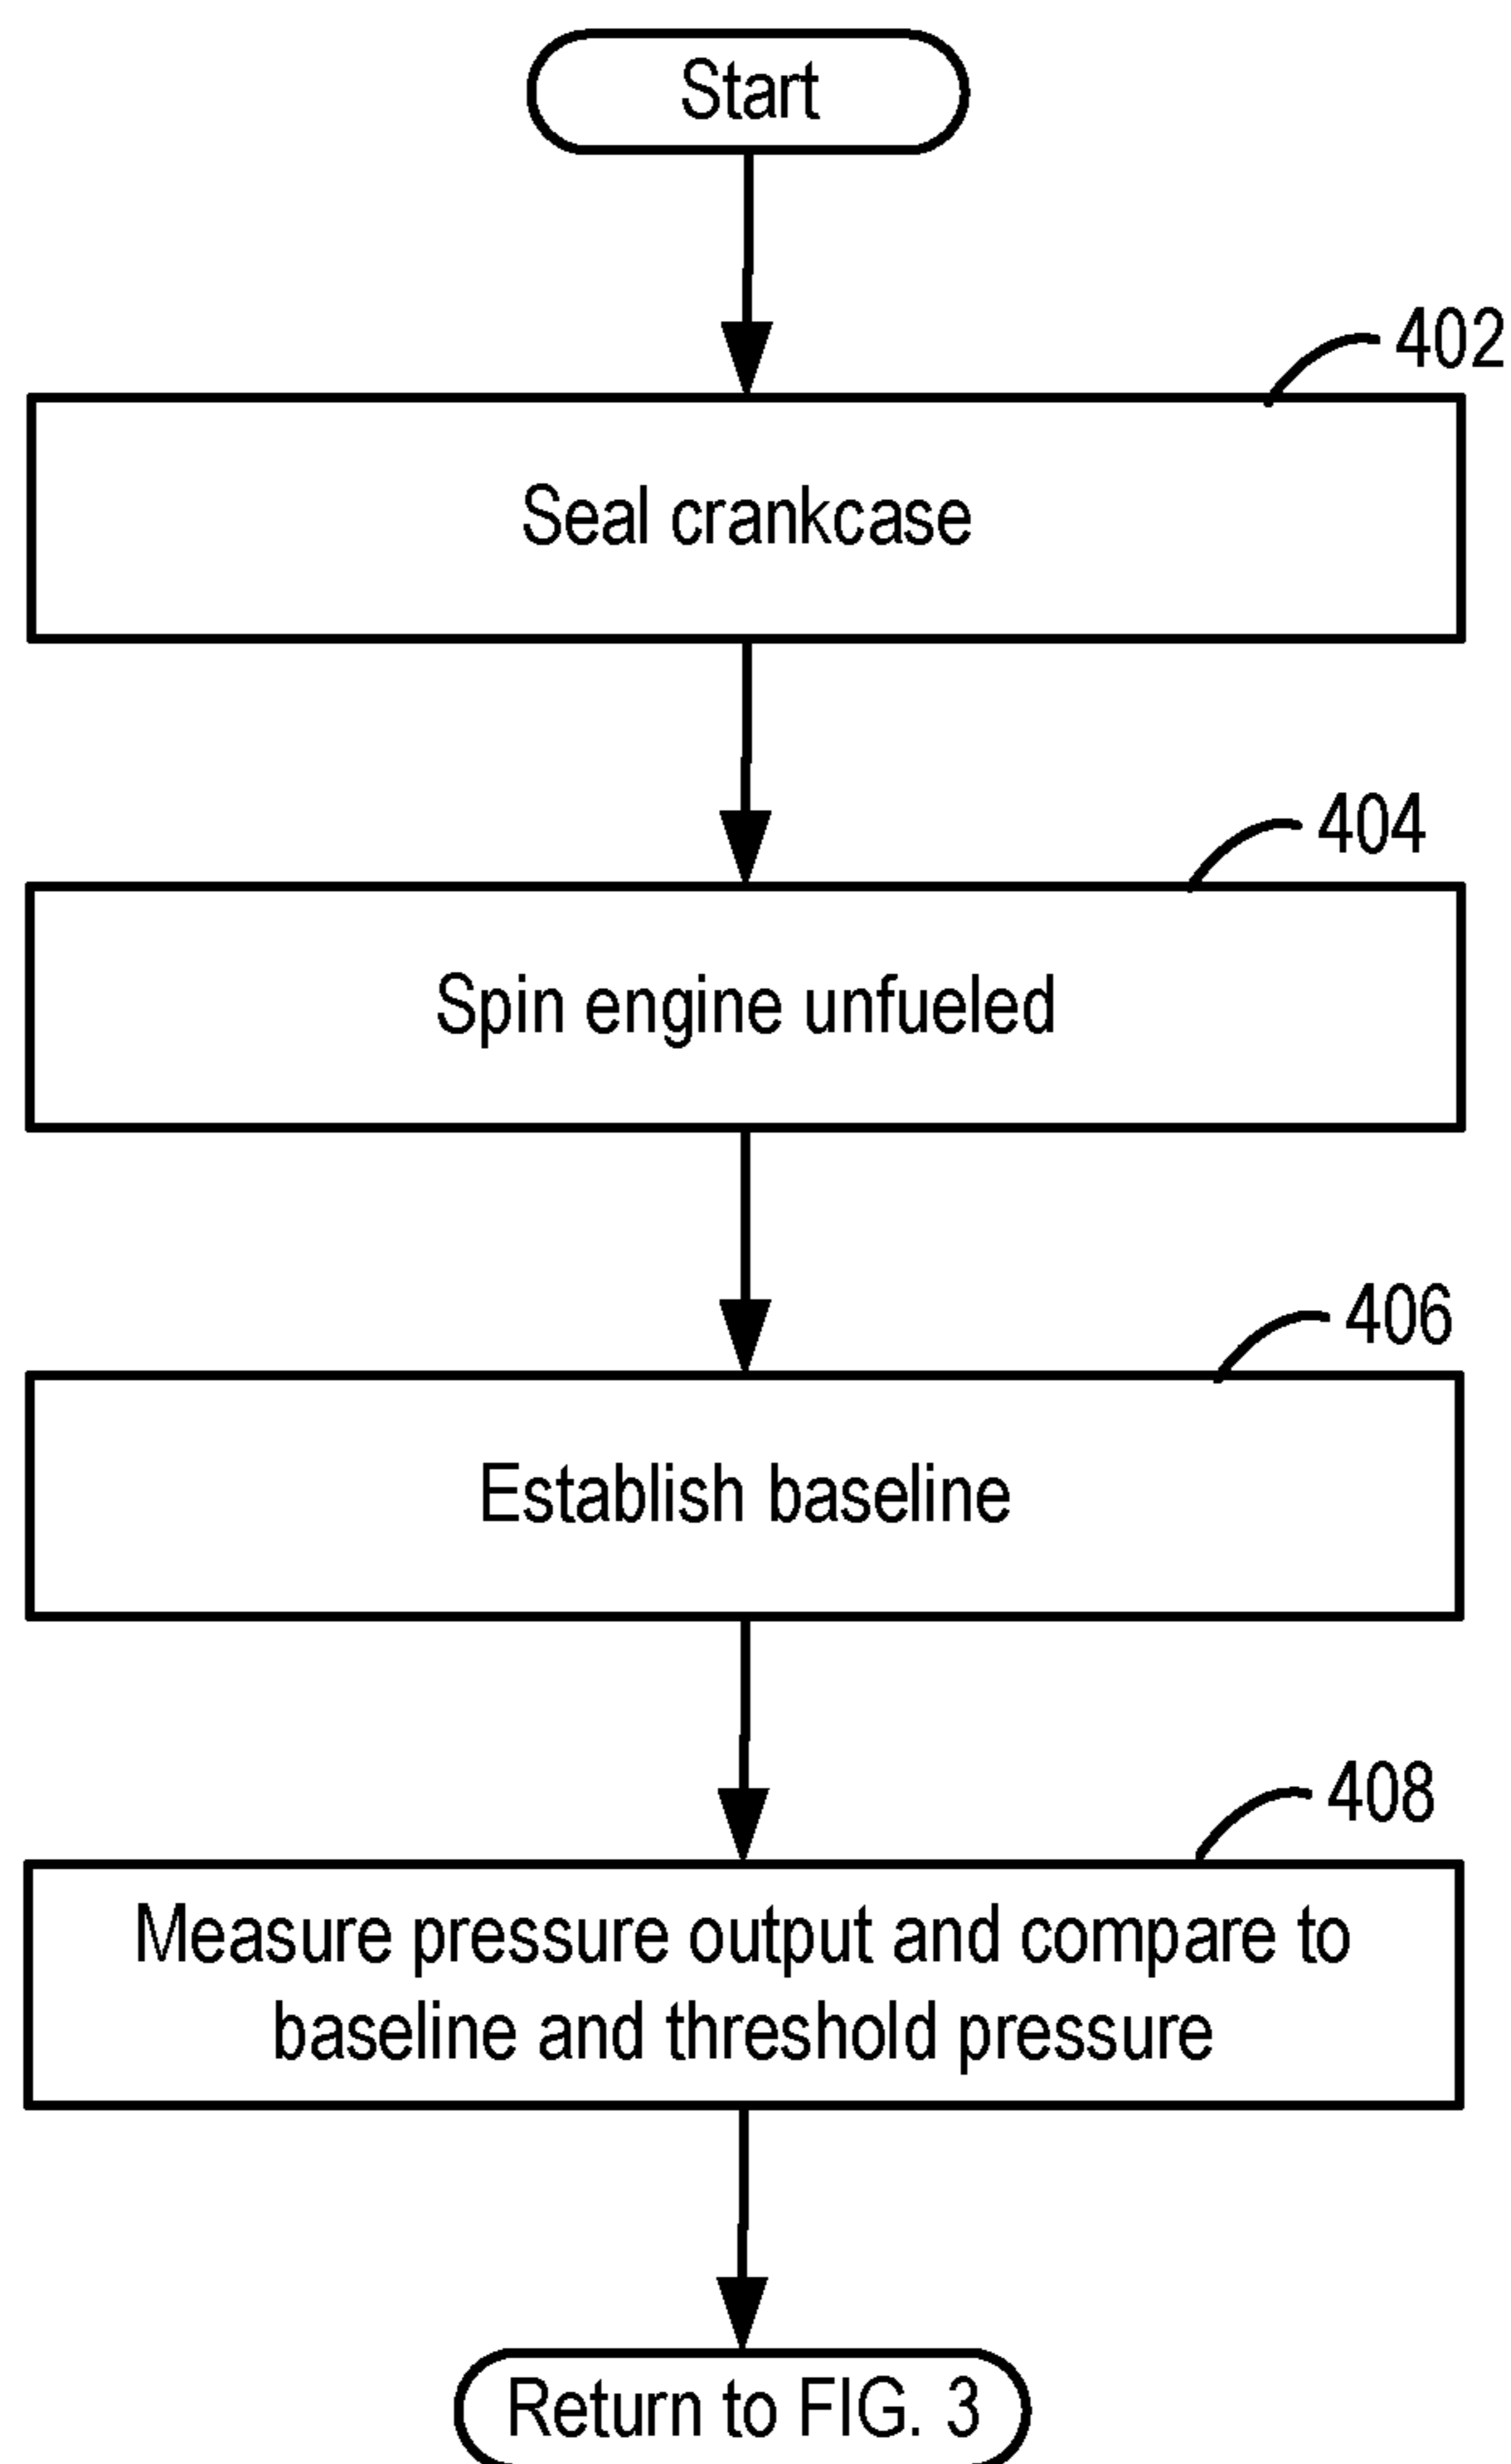 Start
402
Seal crankcase
404
Spin engine unfueled
406
Establish baseline
408
Measure pressure output and compare to
baseline and threshold pressure
Return to FIG. 3